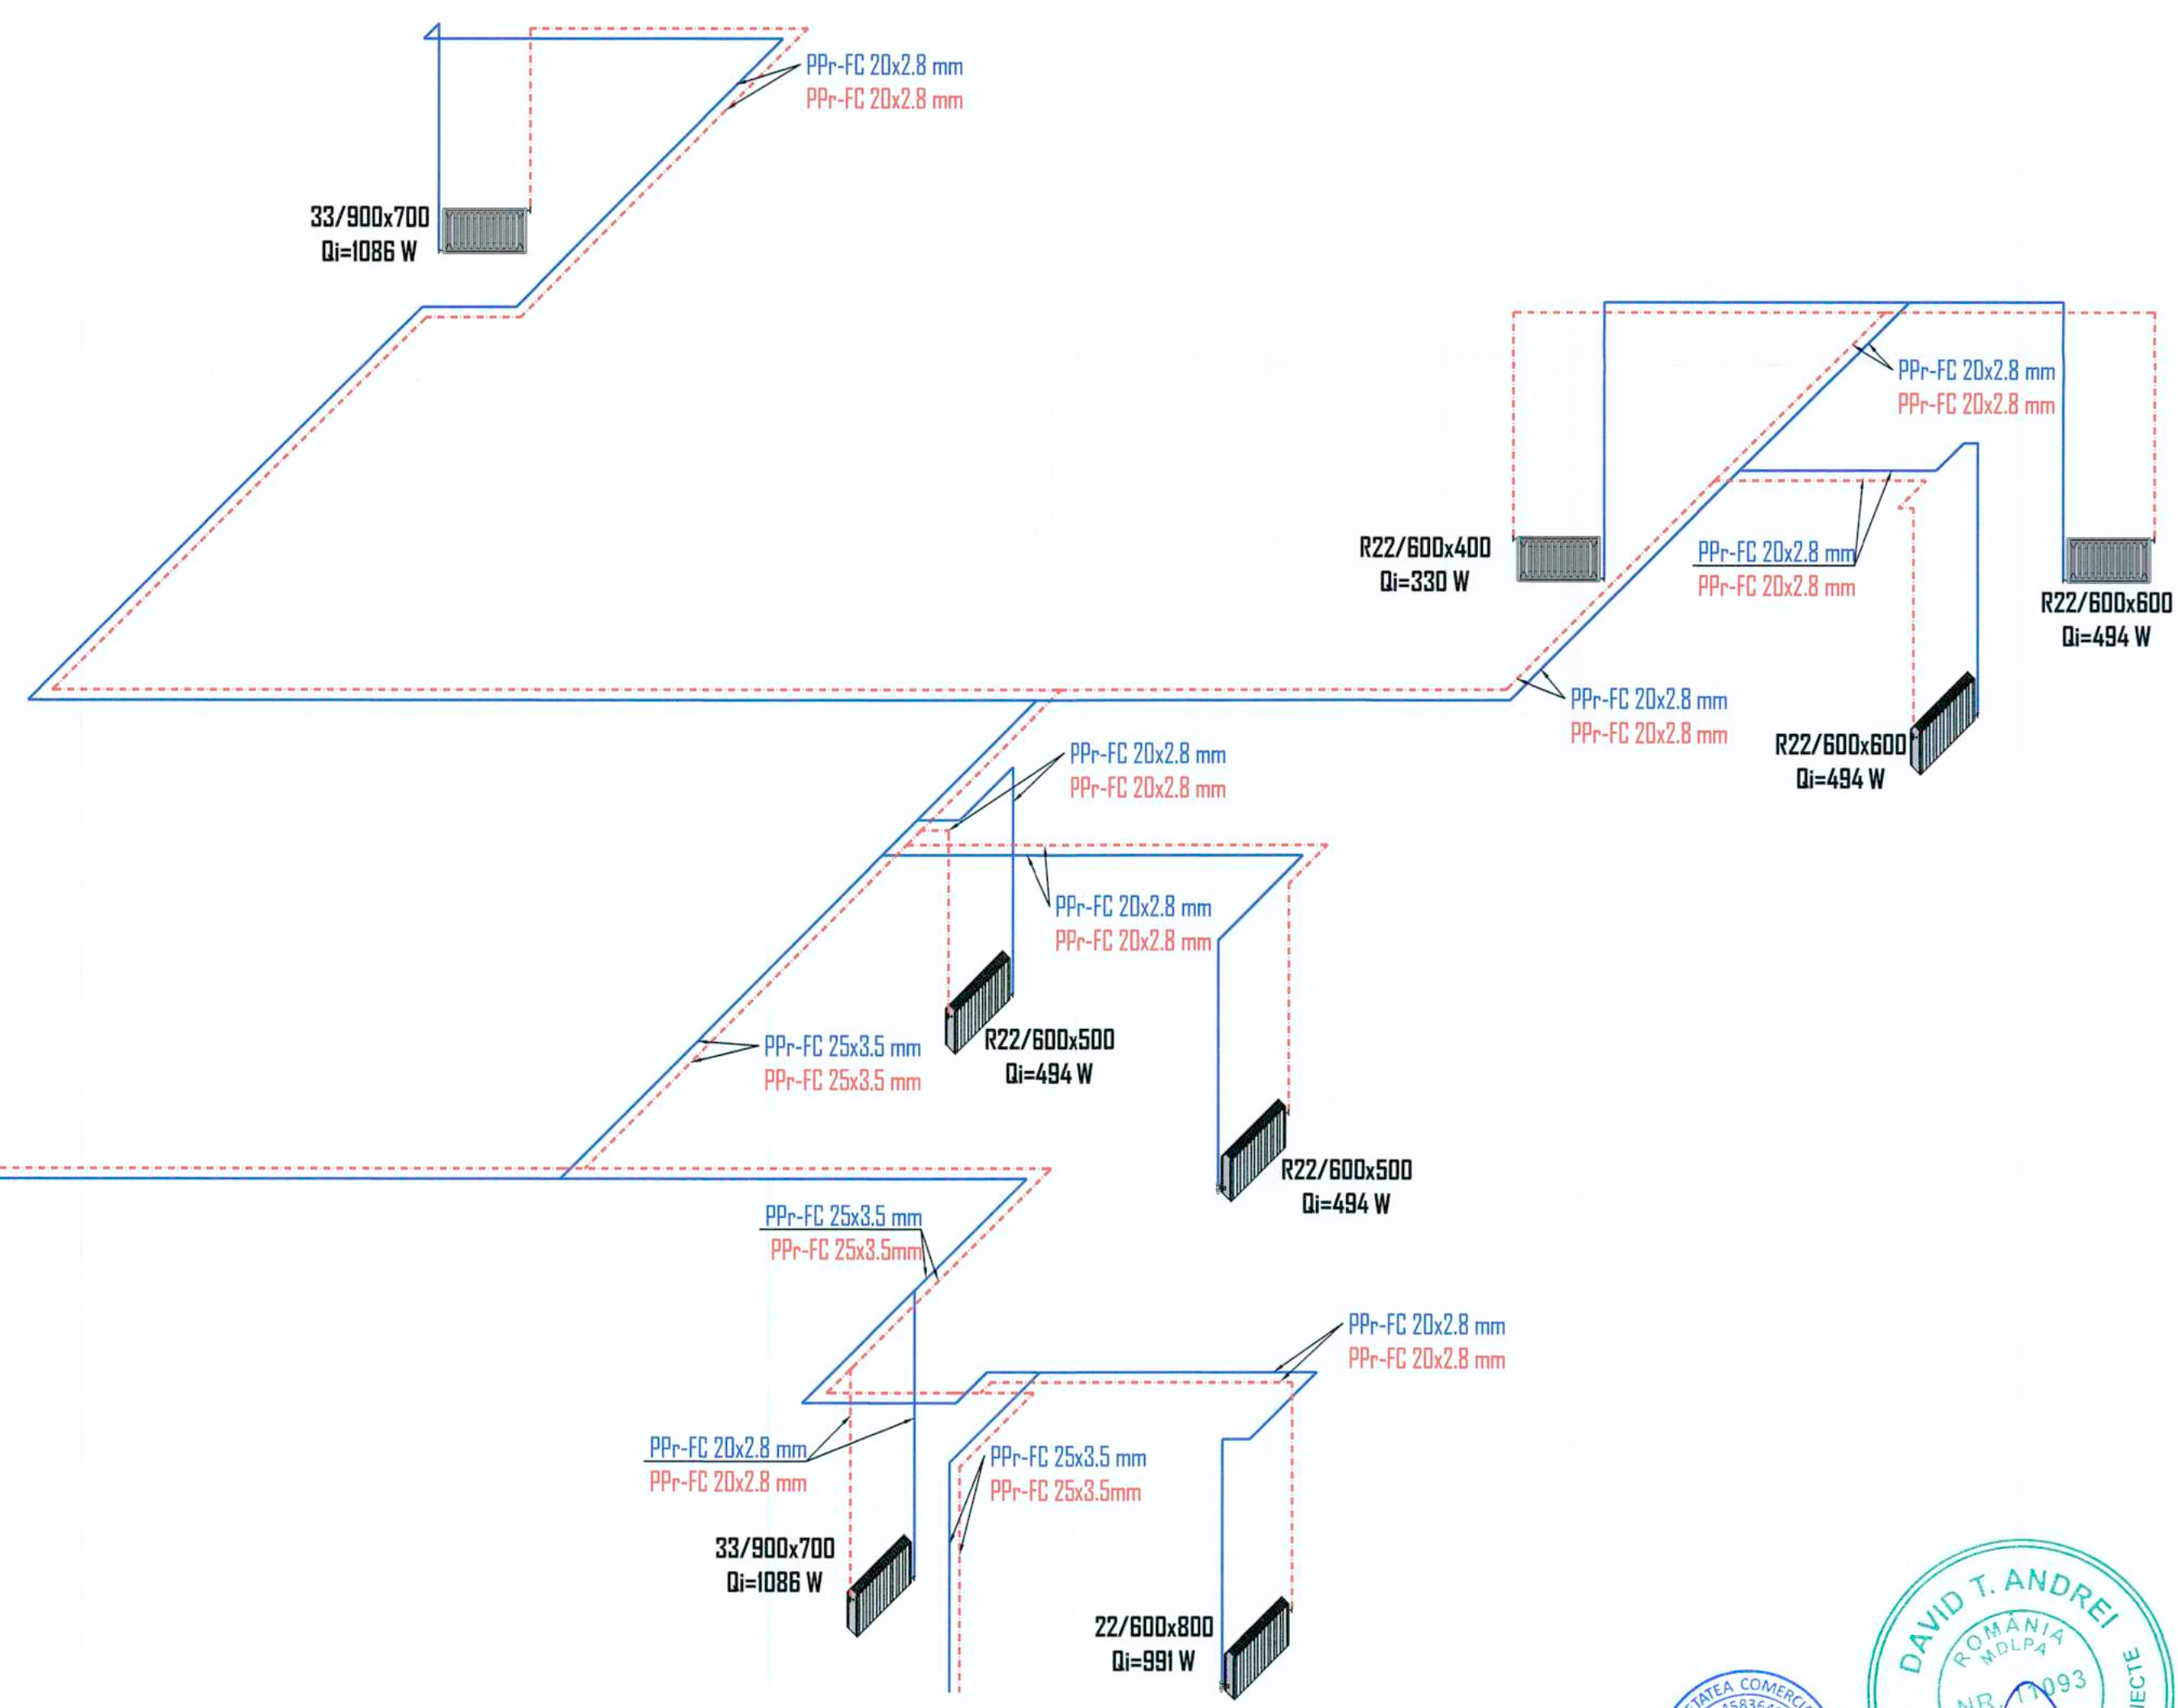 PPr-FC 20x2.8 mm
PPr-FC 20x2.8 mm
33/900x700
Qi=1086 W
PPr-FC 20x2.8 mm
PPr-FC 20x2.8 mm
R22/600x400
Qi=330 W
PPr-FC 20x2.8 mm
PPr-FC 20x2.8 mm
R22/600x600
Qi=494 W
PPr-FC 20x2.8 mm
PPr-FC 20x2.8 mm
R22/600x600
Qi=494 W
PPr-FC 20x2.8 mm
PPr-FC 20x2.8 mm
PPr-FC 20x2.8 mm
PPr-FC 20x2.8 mm
R22/600x500
Qi=494 W
PPr-FC 25x3.5 mm
PPr-FC 25x3.5 mm
R22/600x500
Qi=494 W
PPr-FC 25x3.5 mm
PPr-FC 25x3.5mm
PPr-FC 20x2.8 mm
PPr-FC 20x2.8 mm
PPr-FC 20x2.8 mm
PPr-FC 20x2.8 mm
PPr-FC 25x3.5 mm
PPr-FC 25x3.5mm
33/900x700
Qi=1086 W
22/600x800
Qi=991 W
DAVID T. ANDREI
ROMÂNIA
MDLPA
NR. 11093